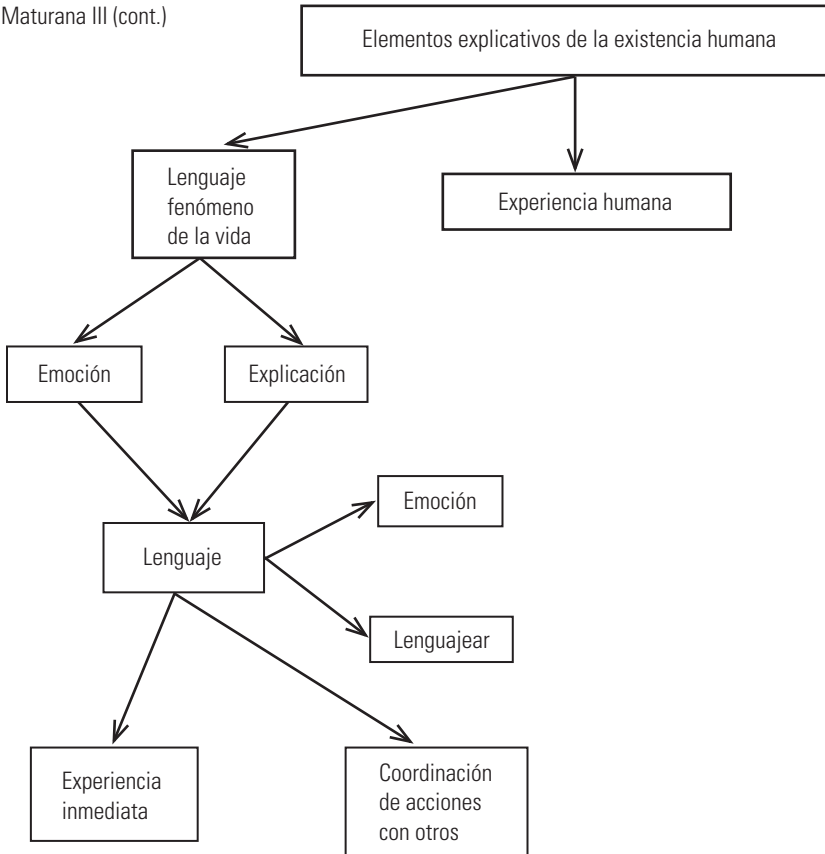 Maturana III (cont.)
Elementos explicativos de la existencia humana
Lenguaje
fenómeno
de la vida
Experiencia humana
Emoción
Explicación
Emoción
Lenguaje
Lenguajear
Experiencia
inmediata
Coordinación
de acciones
con otros